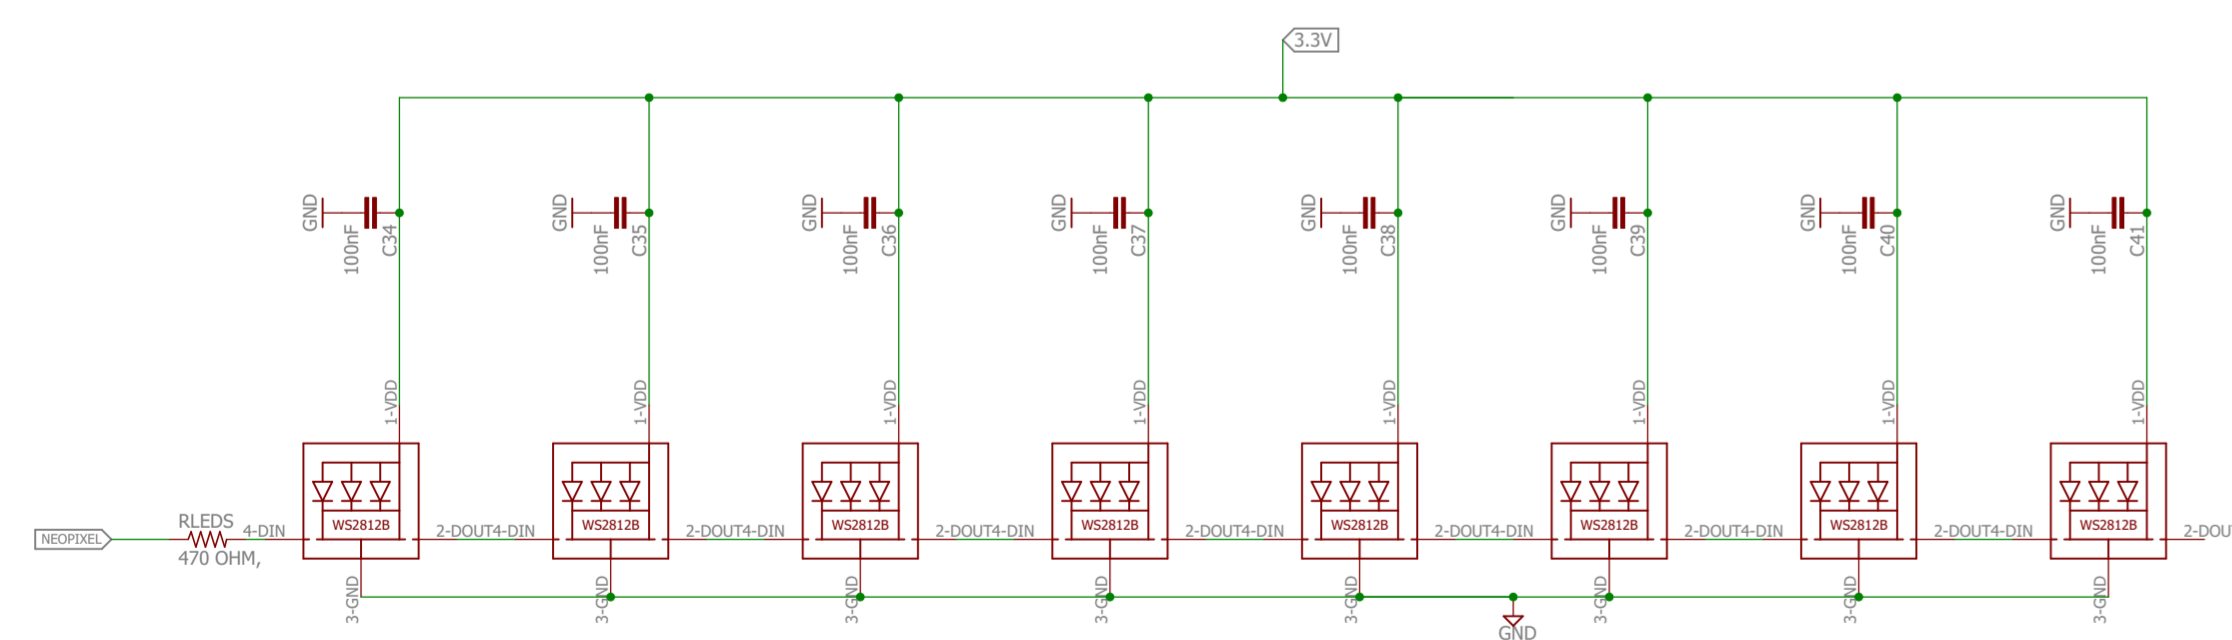 3.3V
GND
100nF
C34
GND
100nF
C35
GND
100nF
C36
GND
100nF
C37
GND
100nF
C38
GND
100nF
C39
GND
100nF
C40
GND
100nF
C41
1-VDD
1-VDD
1-VDD
1-VDD
1-VDD
1-VDD
1-VDD
1-VDD
NEOPIXEL
RLEDS
470 OHM,
4-DIN
WS2812B
2-DOUT4-DIN
WS2812B
2-DOUT4-DIN
WS2812B
2-DOUT4-DIN
WS2812B
2-DOUT4-DIN
WS2812B
2-DOUT4-DIN
WS2812B
2-DOUT4-DIN
WS2812B
2-DOUT4-DIN
WS2812B
2-DOU
3-GND
3-GND
3-GND
3-GND
3-GND
3-GND
3-GND
3-GND
GND